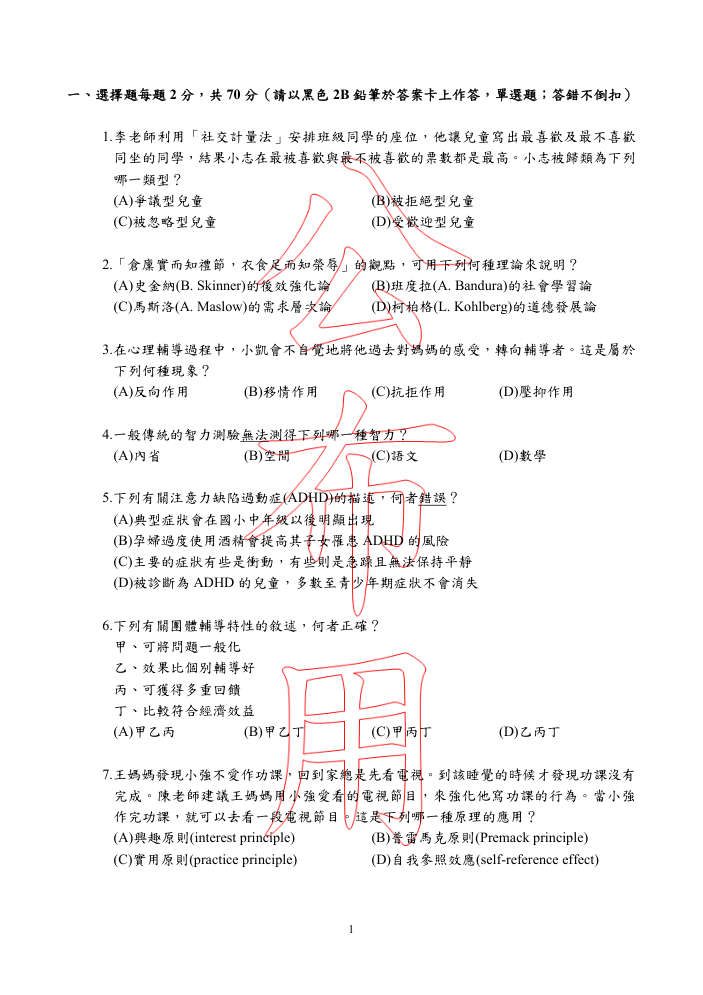 一、選擇題每題 2 分，共 70 分（請以黑色 2B 鉛筆於答案卡上作答，單選題；答錯不倒扣）
1.李老師利用「社交計量法」安排班級同學的座位，他讓兒童寫出最喜歡及最不喜歡
同坐的同學，結果小志在最被喜歡與最不被喜歡的票數都是最高。小志被歸類為下列
哪一類型？
(A)爭議型兒童 (B)被拒絕型兒童
(C)被忽略型兒童 (D)受歡迎型兒童
2.「倉廩實而知禮節，衣食足而知榮辱」的觀點，可用下列何種理論來說明？
(A)史金納(B. Skinner)的後效強化論 (B)班度拉(A. Bandura)的社會學習論
(C)馬斯洛(A. Maslow)的需求層次論 (D)柯柏格(L. Kohlberg)的道德發展論
3.在心理輔導過程中，小凱會不自覺地將他過去對媽媽的感受，轉向輔導者。這是屬於
下列何種現象？
(A)反向作用 (B)移情作用 (C)抗拒作用 (D)壓抑作用
4.一般傳統的智力測驗無法測得下列哪一種智力？
(A)內省 (B)空間 (C)語文 (D)數學
5.下列有關注意力缺陷過動症(ADHD)的描述，何者錯誤？
(A)典型症狀會在國小中年級以後明顯出現
(B)孕婦過度使用酒精會提高其子女罹患 ADHD 的風險
(C)主要的症狀有些是衝動，有些則是急躁且無法保持平靜
(D)被診斷為 ADHD 的兒童，多數至青少年期症狀不會消失
6.下列有關團體輔導特性的敘述，何者正確？
甲、可將問題一般化
乙、效果比個別輔導好
丙、可獲得多重回饋
丁、比較符合經濟效益
(A)甲乙丙 (B)甲乙丁 (C)甲丙丁 (D)乙丙丁
7.王媽媽發現小強不愛作功課，回到家總是先看電視。到該睡覺的時候才發現功課沒有
完成。陳老師建議王媽媽用小強愛看的電視節目，來強化他寫功課的行為。當小強
作完功課，就可以去看一段電視節目。這是下列哪一種原理的應用？
(A)興趣原則(interest principle) (B)普雷馬克原則(Premack principle)
(C)實用原則(practice principle) (D)自我參照效應(self-reference effect)
1
公布用